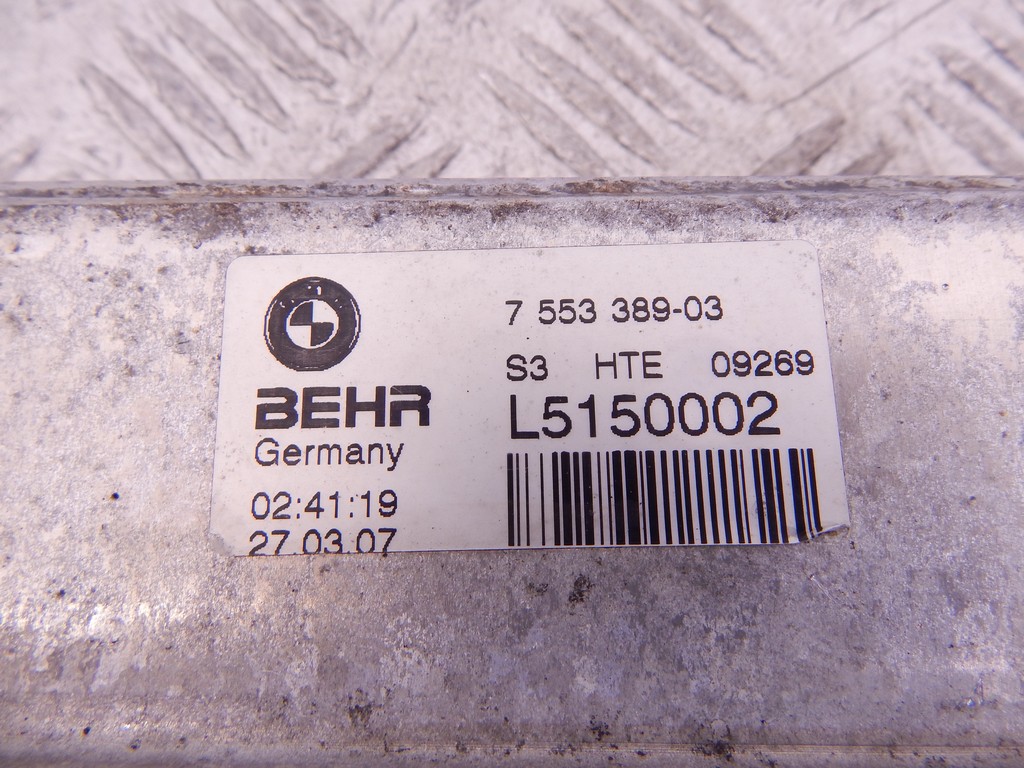 BEHR
Germany
02:41:19
27.03.07
7 553 389-03
S3 HTE 09269
L5150002